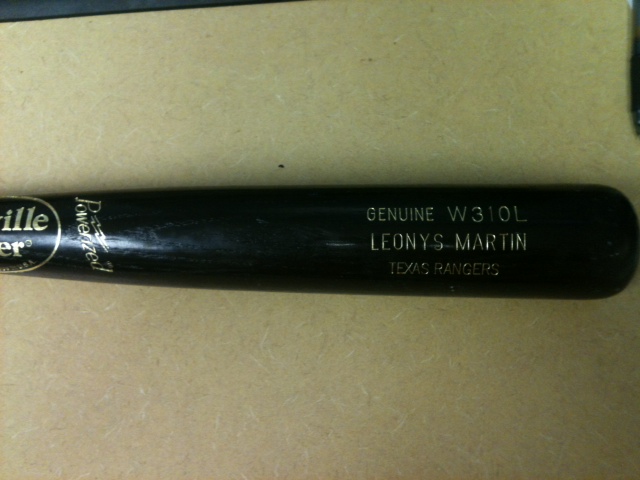 ville
er®
Powerized
GENUINE W310L
LEONYS MARTIN
TEXAS RANGERS